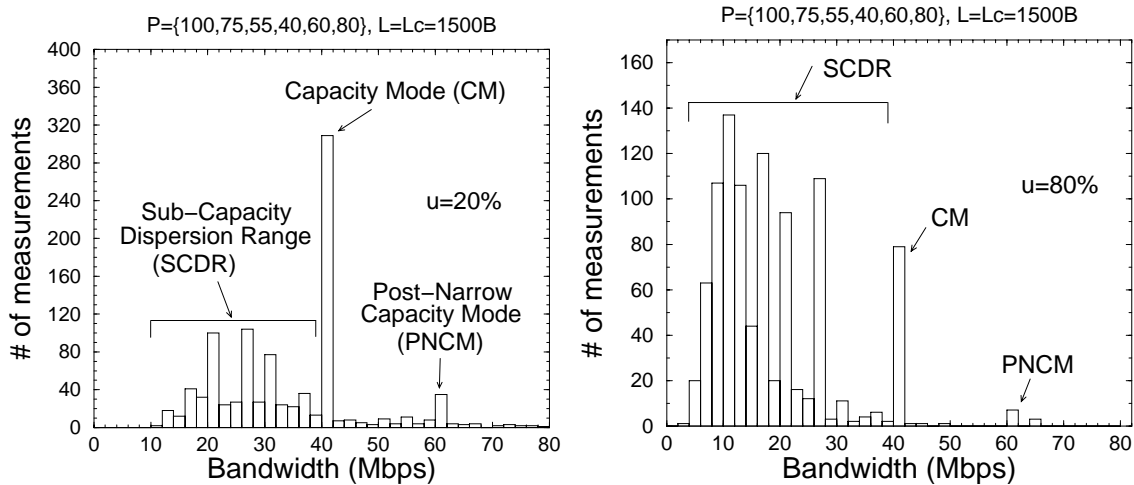 P={100,75,55,40,60,80}, L=Lc=1500B
400
360
320
280
240
200
160
120
80
40
0
# of measurements
Capacity Mode (CM)
u=20%
Sub−Capacity
Dispersion Range
(SCDR)
Post−Narrow
Capacity Mode
(PNCM)
0 10 20 30 40 50 60 70 80
Bandwidth (Mbps)
P={100,75,55,40,60,80}, L=Lc=1500B
160
140
120
100
80
60
40
20
0
# of measurements
SCDR
u=80%
CM
PNCM
0 10 20 30 40 50 60 70 80
Bandwidth (Mbps)